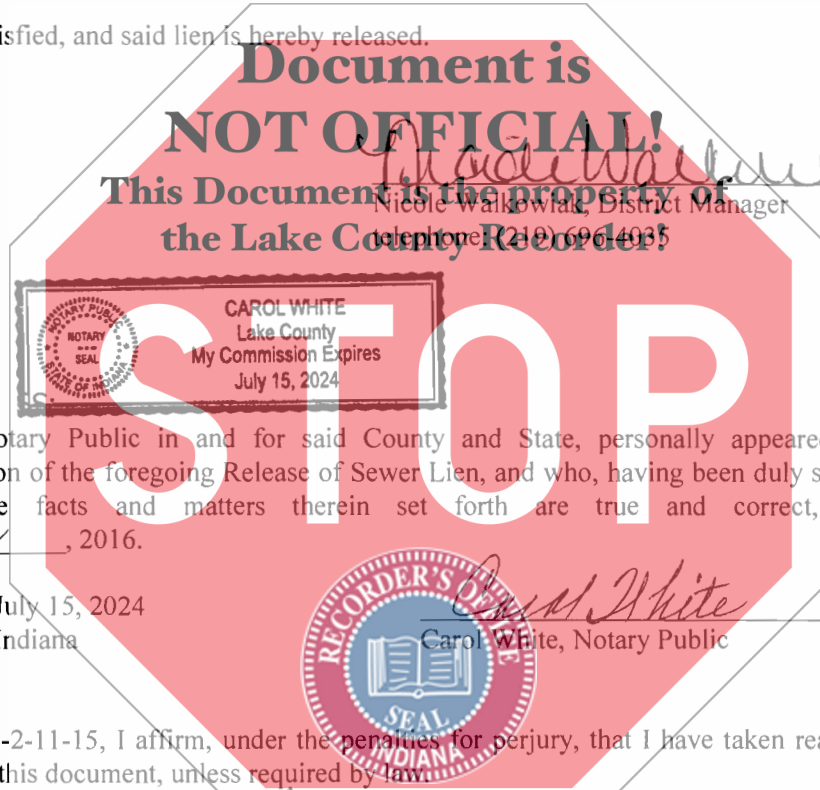 isfied, and said lien is hereby released.
Document is
NOT OFFICIAL!
This Document is the property of
Nicole Walkowiak, District Manager
the Lake County Recorder!
telephone: (219) 696-4035
CAROL WHITE
Lake County
My Commission Expires
July 15, 2024
NOTARY PUBLIC
NOTARY
SEAL
STATE OF INDIANA
STOP
otary Public in and for said County and State, personally appeared
on of the foregoing Release of Sewer Lien, and who, having been duly s
e facts and matters therein set forth are true and correct,
, 2016.
July 15, 2024
Carol White
Indiana
Carol White, Notary Public
RECORDER'S OFFICE
SEAL
INDIANA
-2-11-15, I affirm, under the penalties for perjury, that I have taken rea
this document, unless required by law.